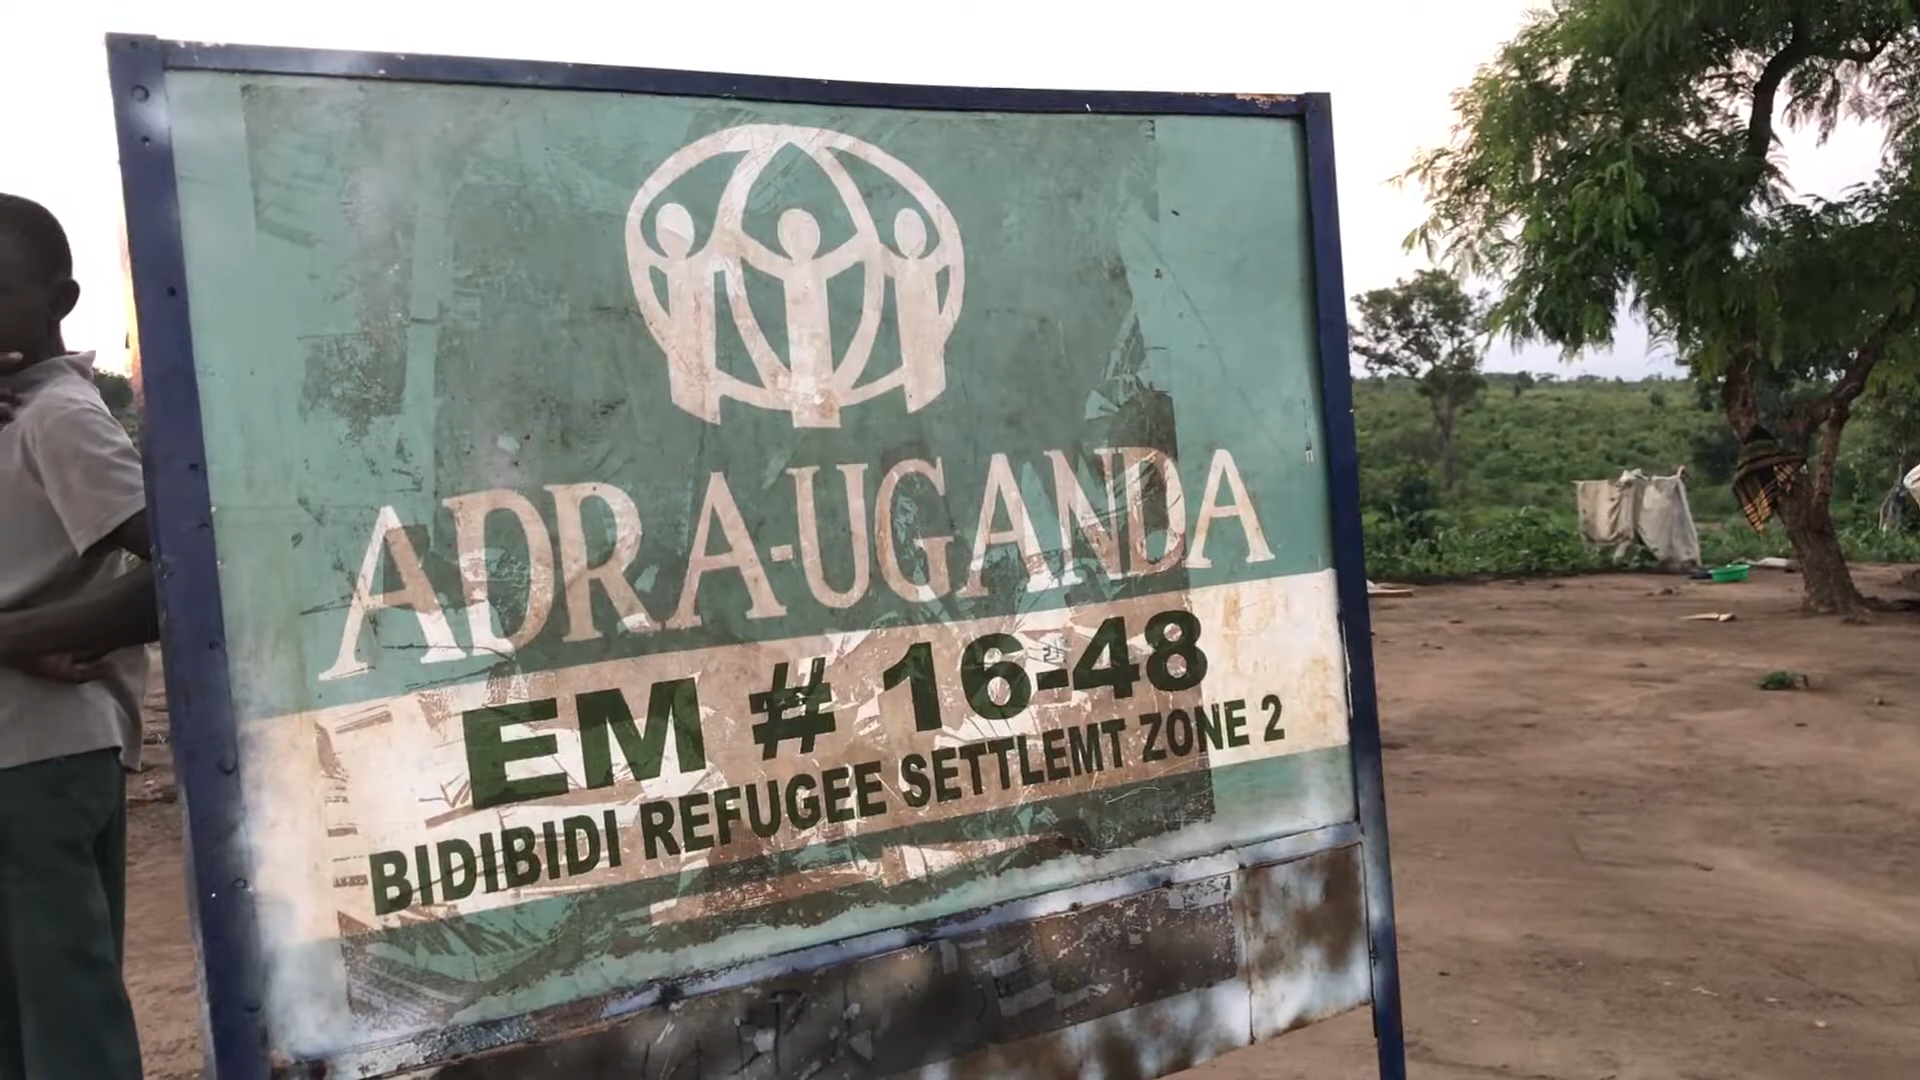 ADRA-UGANDA
EM # 16-48
BIDIBIDI REFUGEE SETTLEMT ZONE 2